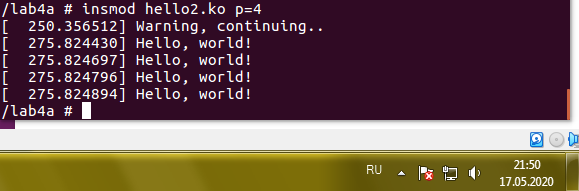 /lab4a # insmod hello2.ko p=4
[  250.356512] Warning, continuing..
[  275.824430] Hello, world!
[  275.824697] Hello, world!
[  275.824796] Hello, world!
[  275.824894] Hello, world!
/lab4a #
RU
21:50
17.05.2020